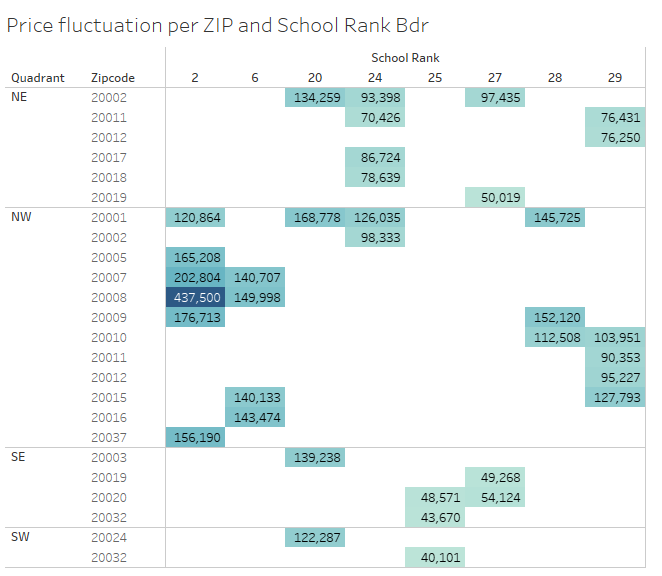 Price fluctuation per ZIP and School Rank Bdr
School Rank
Quadrant Zipcode 2 6 20 24 25 27 28 29
NE 20002 134,259 93,398 97,435
20011 70,426 76,431
20012 76,250
20017 86,724
20018 78,639
20019 50,019
NW 20001 120,864 168,778 126,035 145,725
20002 98,333
20005 165,208
20007 202,804 140,707
20008 437,500 149,998
20009 176,713 152,120
20010 112,508 103,951
20011 90,353
20012 95,227
20015 140,133 127,793
20016 143,474
20037 156,190
SE 20003 139,238
20019 49,268
20020 48,571 54,124
20032 43,670
SW 20024 122,287
20032 40,101